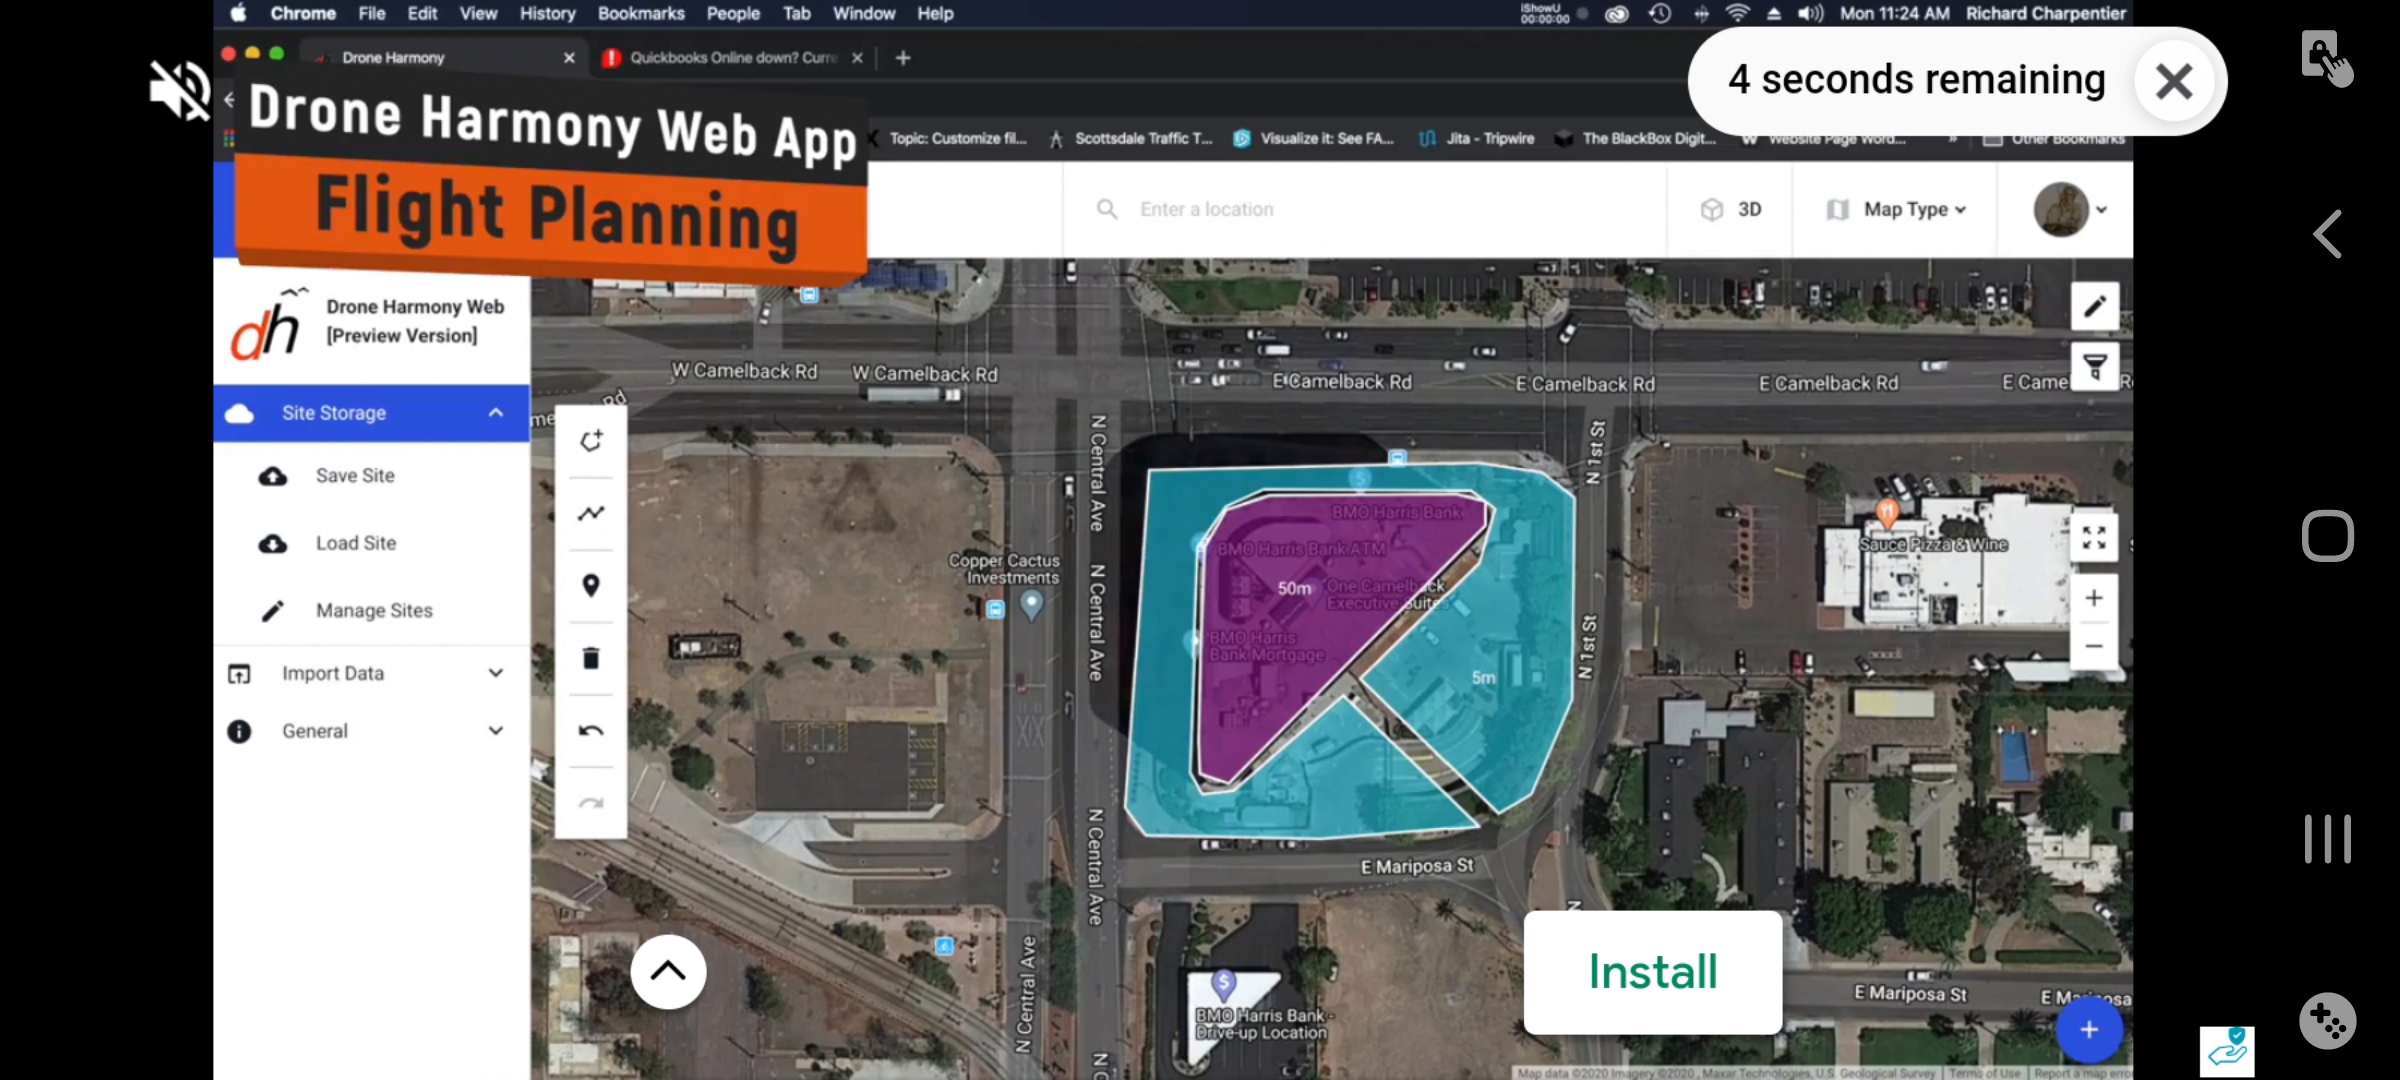 Chrome File Edit View History Bookmarks People Tab Window Help
iShowU
00:00:00
Mon 11:24 AM Richard Charpentier
Drone Harmony
Quickbooks Online down? Curre
4 seconds remaining
Drone Harmony Web App
Flight Planning
Topic: Customize fil...
Scottsdale Traffic T...
Visualize it: See FA...
Jita - Tripwire
The BlackBox Digit...
Website Page Word...
Other Bookmarks
Enter a location
3D
Map Type
dh
Drone Harmony Web
[Preview Version]
Site Storage
Save Site
Load Site
Manage Sites
Import Data
General
W Camelback Rd
W Camelback Rd
E Camelback Rd
E Camelback Rd
E Camelback Rd
E Came
Rd
N Central Ave
N Central Ave
N Central Ave
N Central Ave
N 1st St
N 1st St
Copper Cactus
Investments
BMO Harris Bank
BMO Harris Bank ATM
50m
One Camelback
Executive Suites
BMO Harris
Bank Mortgage
5m
Sauce Pizza & Wine
E Mariposa St
BMO Harris Bank -
Drive-up Location
Install
E Mariposa St
Map data ©2020 Imagery ©2020 , Maxar Technologies, U.S. Geological Survey
Terms of Use
Report a map error